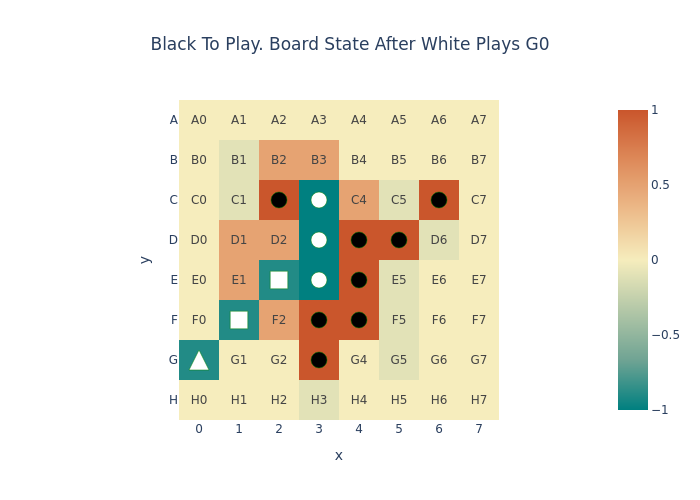 Black To Play. Board State After White Plays G0
A A0 A1 A2 A3 A4 A5 A6 A7
B B0 B1 B2 B3 B4 B5 B6 B7
C C0 C1 C4 C5 C7
D D0 D1 D2 D6 D7
E E0 E1 E5 E6 E7
F F0 F2 F5 F6 F7
G G1 G2 G4 G5 G6 G7
H H0 H1 H2 H3 H4 H5 H6 H7
0 1 2 3 4 5 6 7
x
y
1
0.5
0
−0.5
−1